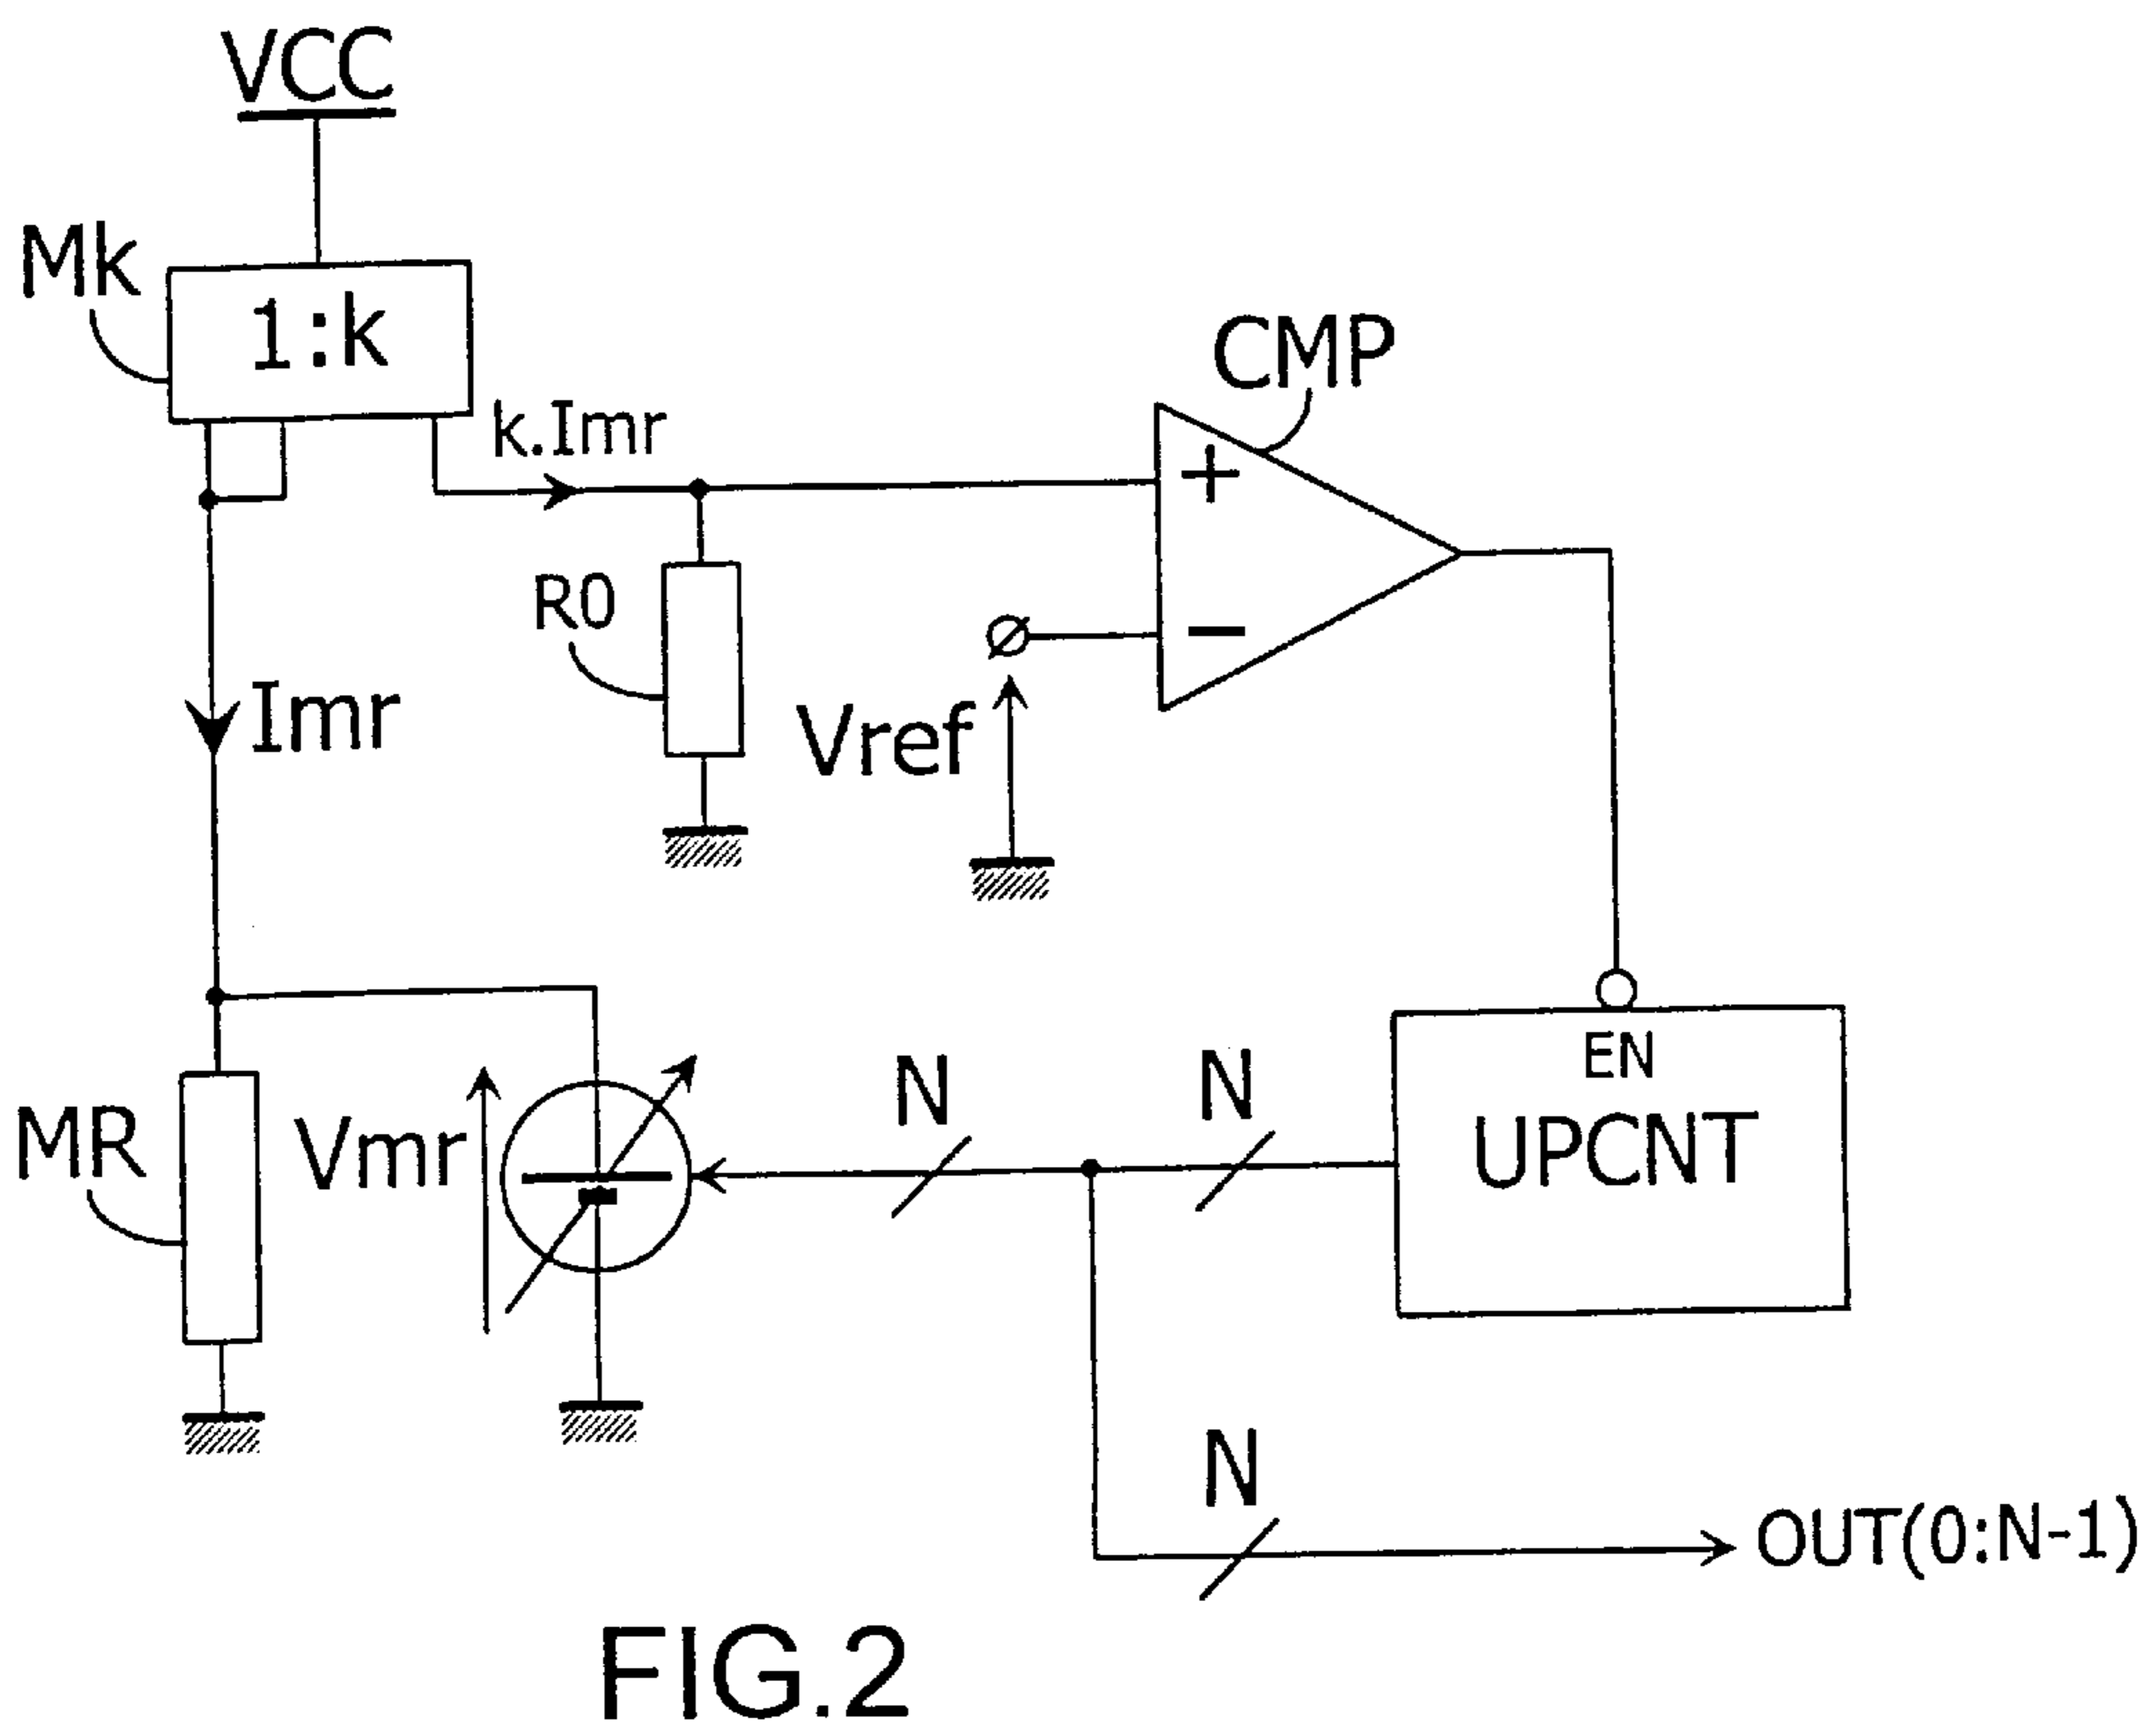 VCC
Mk
1:k
k.Imr
CMP
+
R0
−
Vref
Imr
EN
N
N
UPCNT
MR
Vmr
N
OUT(0:N-1)
FIG.2